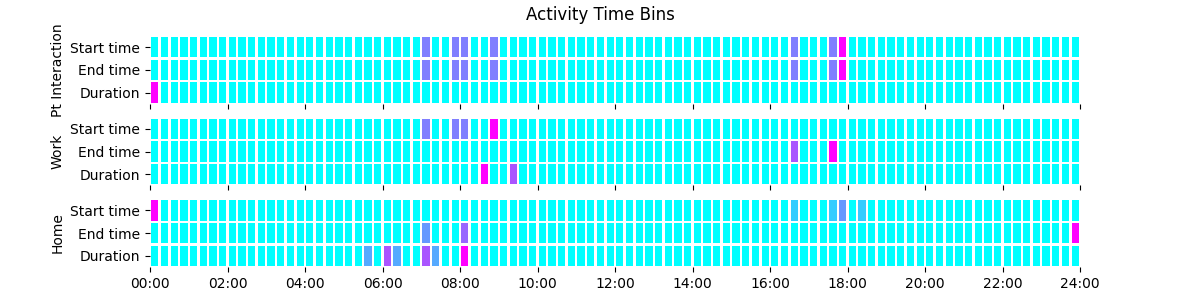 Activity Time Bins
Pt Interaction
Start time
End time
Duration
Work
Start time
End time
Duration
Home
Start time
End time
Duration
00:00 02:00 04:00 06:00 08:00 10:00 12:00 14:00 16:00 18:00 20:00 22:00 24:00